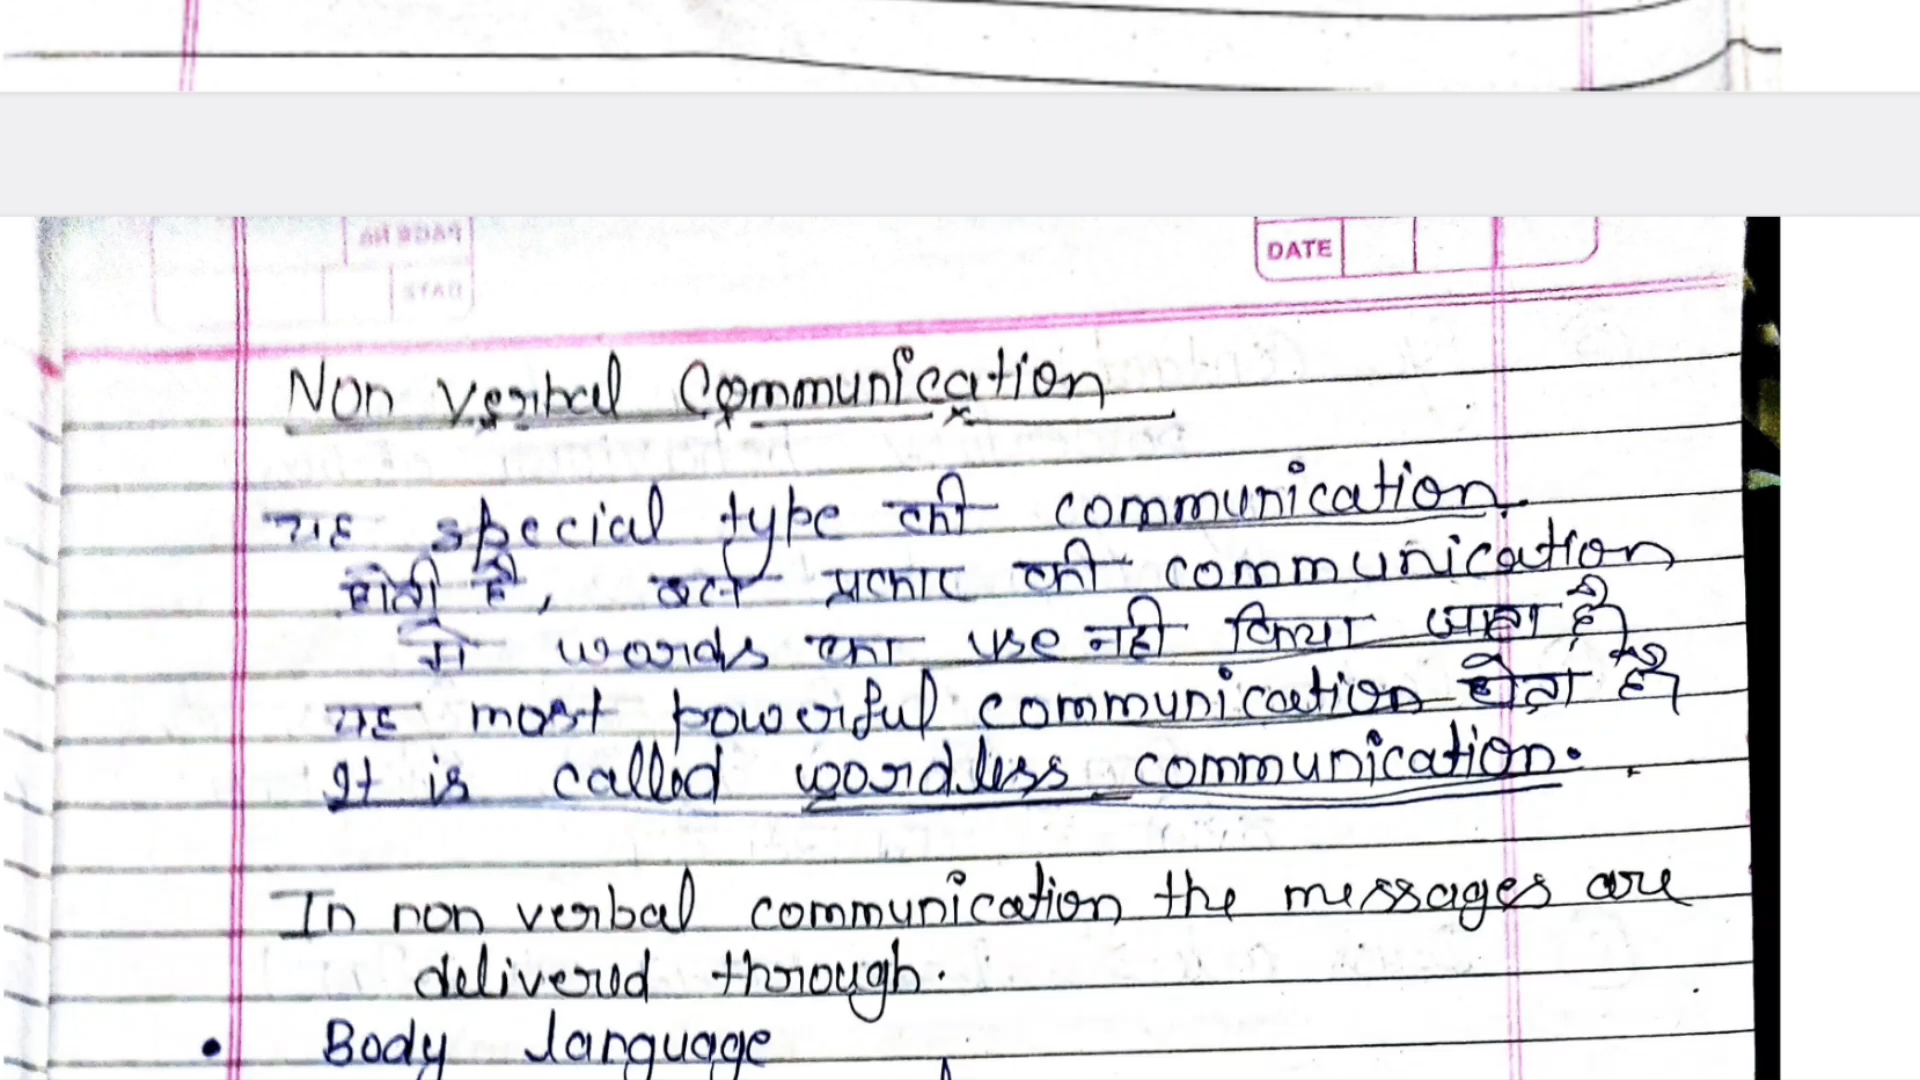 DATE
Non verbal Communication
यह special type की communication.
होती है, इस प्रकार की communication
में words का use नही किया जाता है
यह most powerful communication होता है
It is called wordless communication.
In non verbal communication the messages are
delivered through.
• Body language